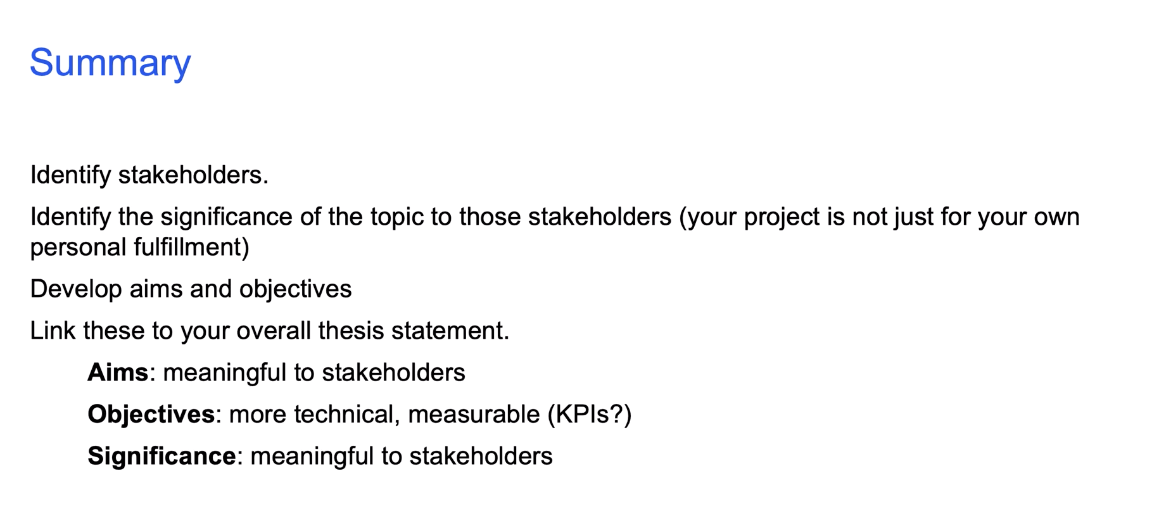 Summary
Identify stakeholders.
Identify the significance of the topic to those stakeholders (your project is not just for your own
personal fulfillment)
Develop aims and objectives
Link these to your overall thesis statement.
Aims: meaningful to stakeholders
Objectives: more technical, measurable (KPIs?)
Significance: meaningful to stakeholders